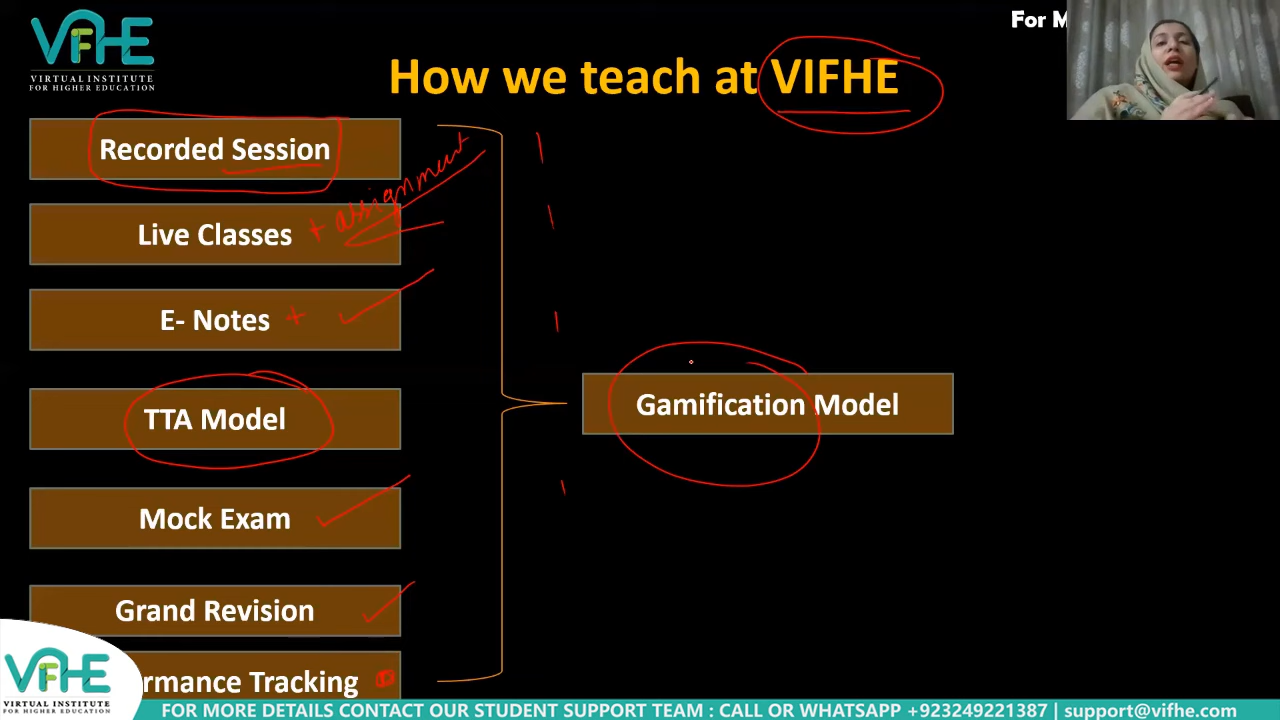 VIFHE
VIRTUAL INSTITUTE
FOR HIGHER EDUCATION
For M
How we teach at VIFHE
Recorded Session
Live Classes + assignment
E- Notes +
TTA Model
Gamification Model
Mock Exam
Grand Revision
rmance Tracking
VIFHE
VIRTUAL INSTITUTE
FOR HIGHER EDUCATION
FOR MORE DETAILS CONTACT OUR STUDENT SUPPORT TEAM : CALL OR WHATSAPP +923249221387 | support@vifhe.com